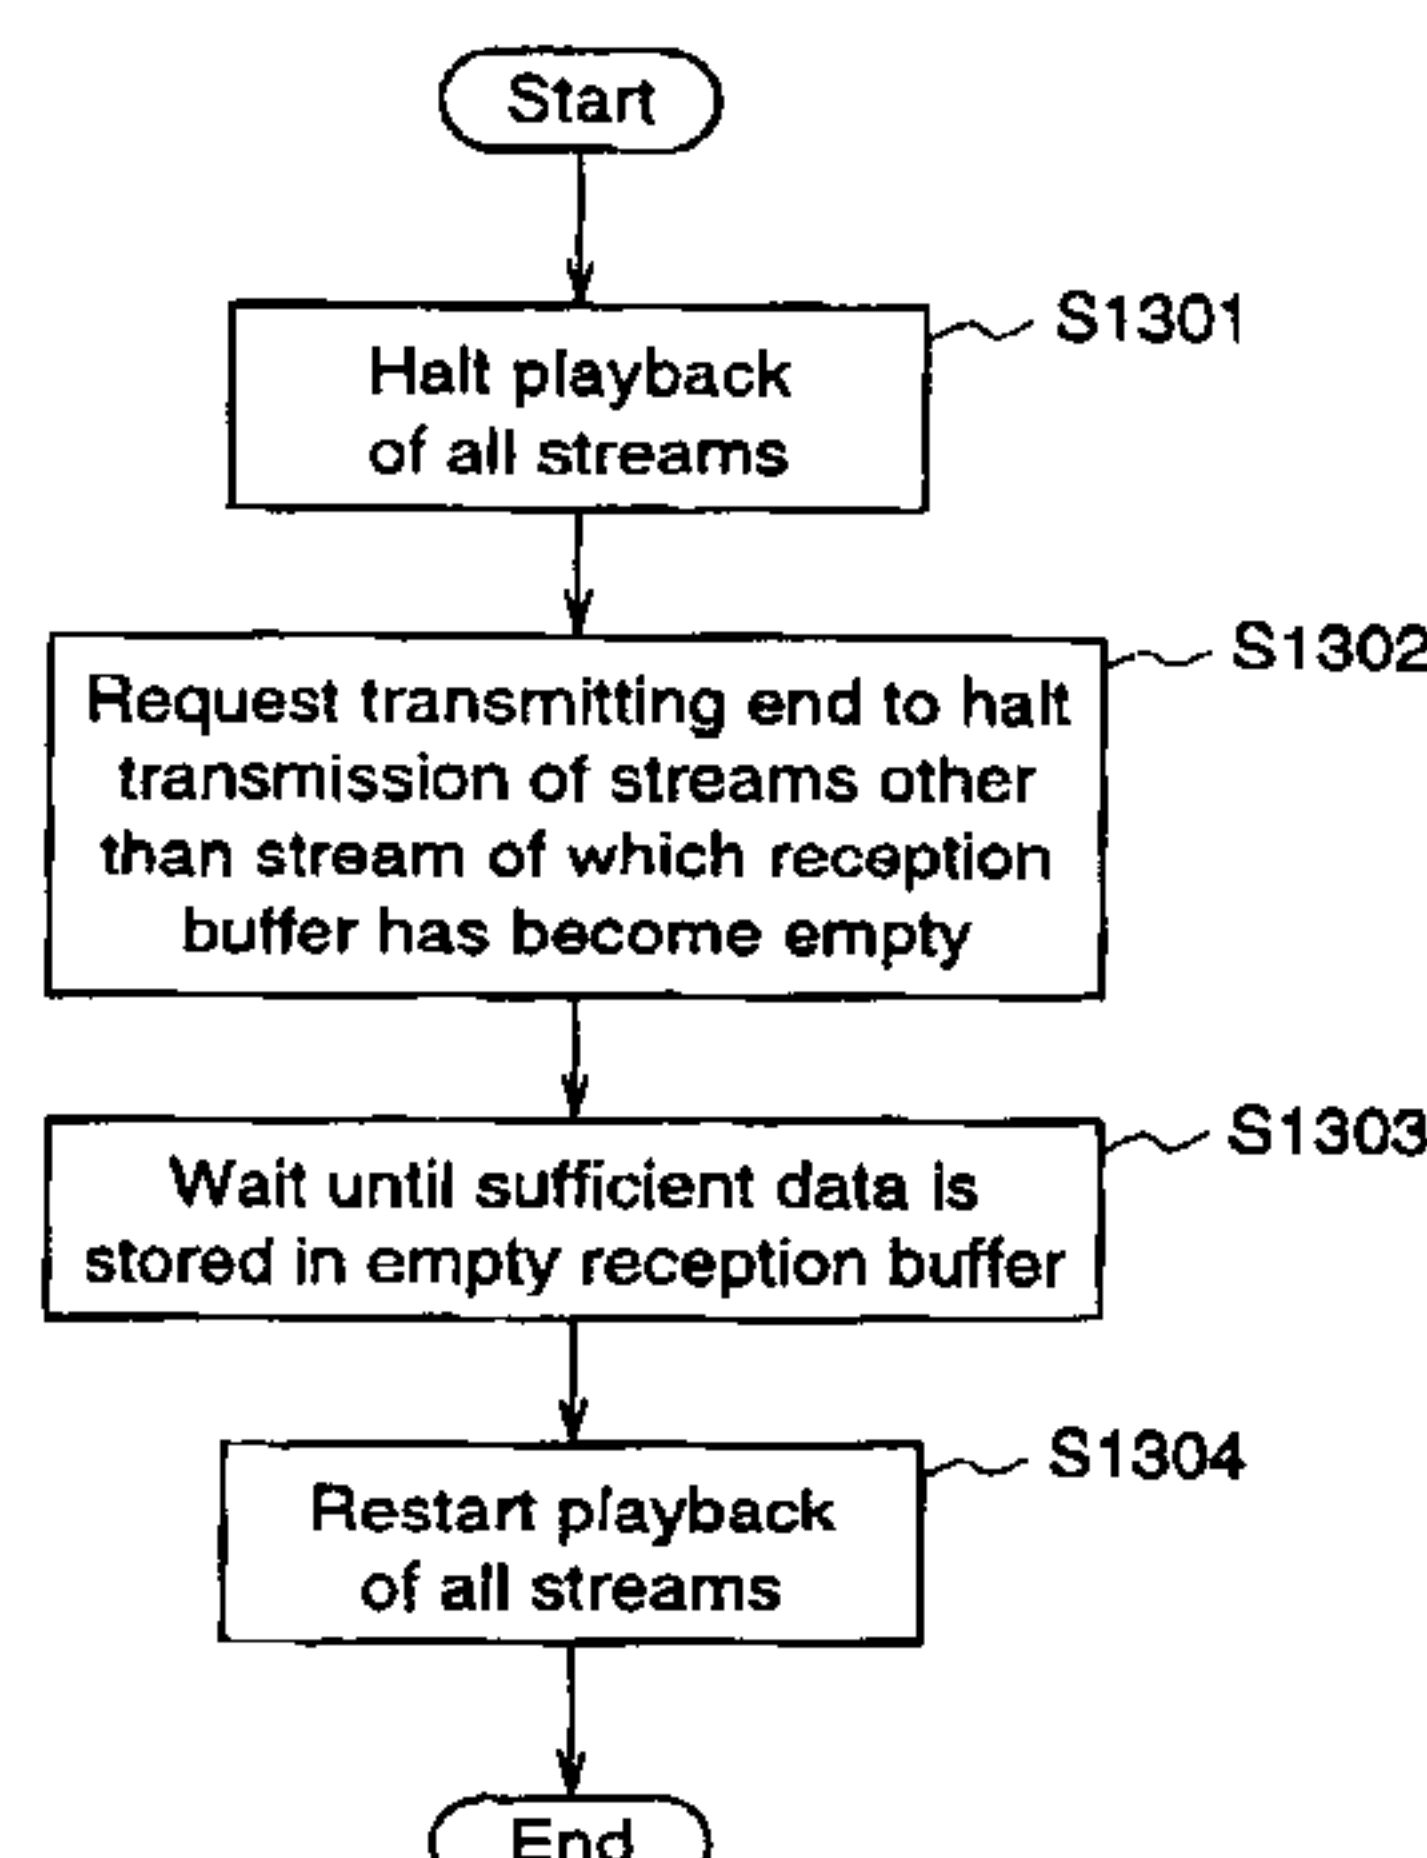 Start
S1301
Halt playback
of all streams
S1302
Request transmitting end to halt
transmission of streams other
than stream of which reception
buffer has become empty
S1303
Wait until sufficient data is
stored in empty reception buffer
S1304
Restart playback
of all streams
End